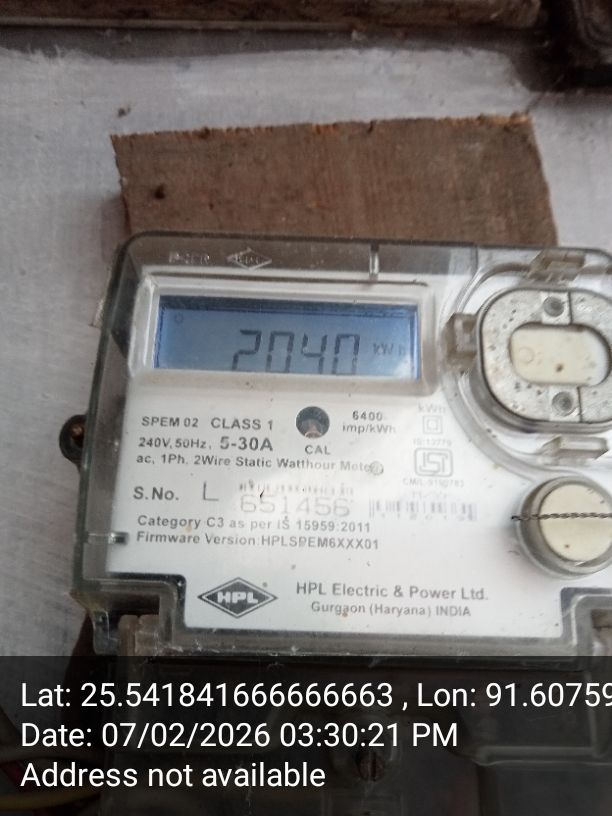 2040 kWh
SPEM 02 CLASS 1
6400 imp/kWh
kWh
240V, 50Hz, 5-30A
CAL
IS:13779
ac, 1Ph, 2Wire Static Watthour Meter
S.No. L 651456
Category C3 as per IS 15959:2011
Firmware Version:HPLSPEM6XXX01
HPL
HPL Electric & Power Ltd.
Gurgaon (Haryana) INDIA
Lat: 25.541841666666663 , Lon: 91.60759
Date: 07/02/2026 03:30:21 PM
Address not available